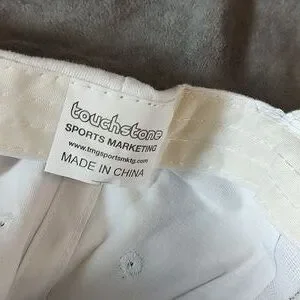 touchstone
SPORTS MARKETING
www.tmgsportsmktg.com
MADE IN CHINA